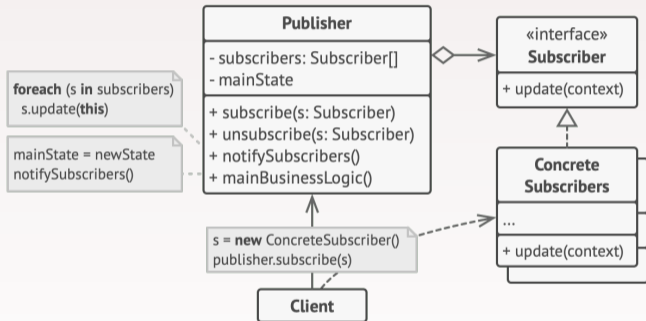 Publisher
- subscribers: Subscriber[]
- mainState
+ subscribe(s: Subscriber)
+ unsubscribe(s: Subscriber)
+ notifySubscribers()
+ mainBusinessLogic()
«interface»
Subscriber
+ update(context)
foreach (s in subscribers)
s.update(this)
mainState = newState
notifySubscribers()
Concrete
Subscribers
...
+ update(context)
s = new ConcreteSubscriber()
publisher.subscribe(s)
Client